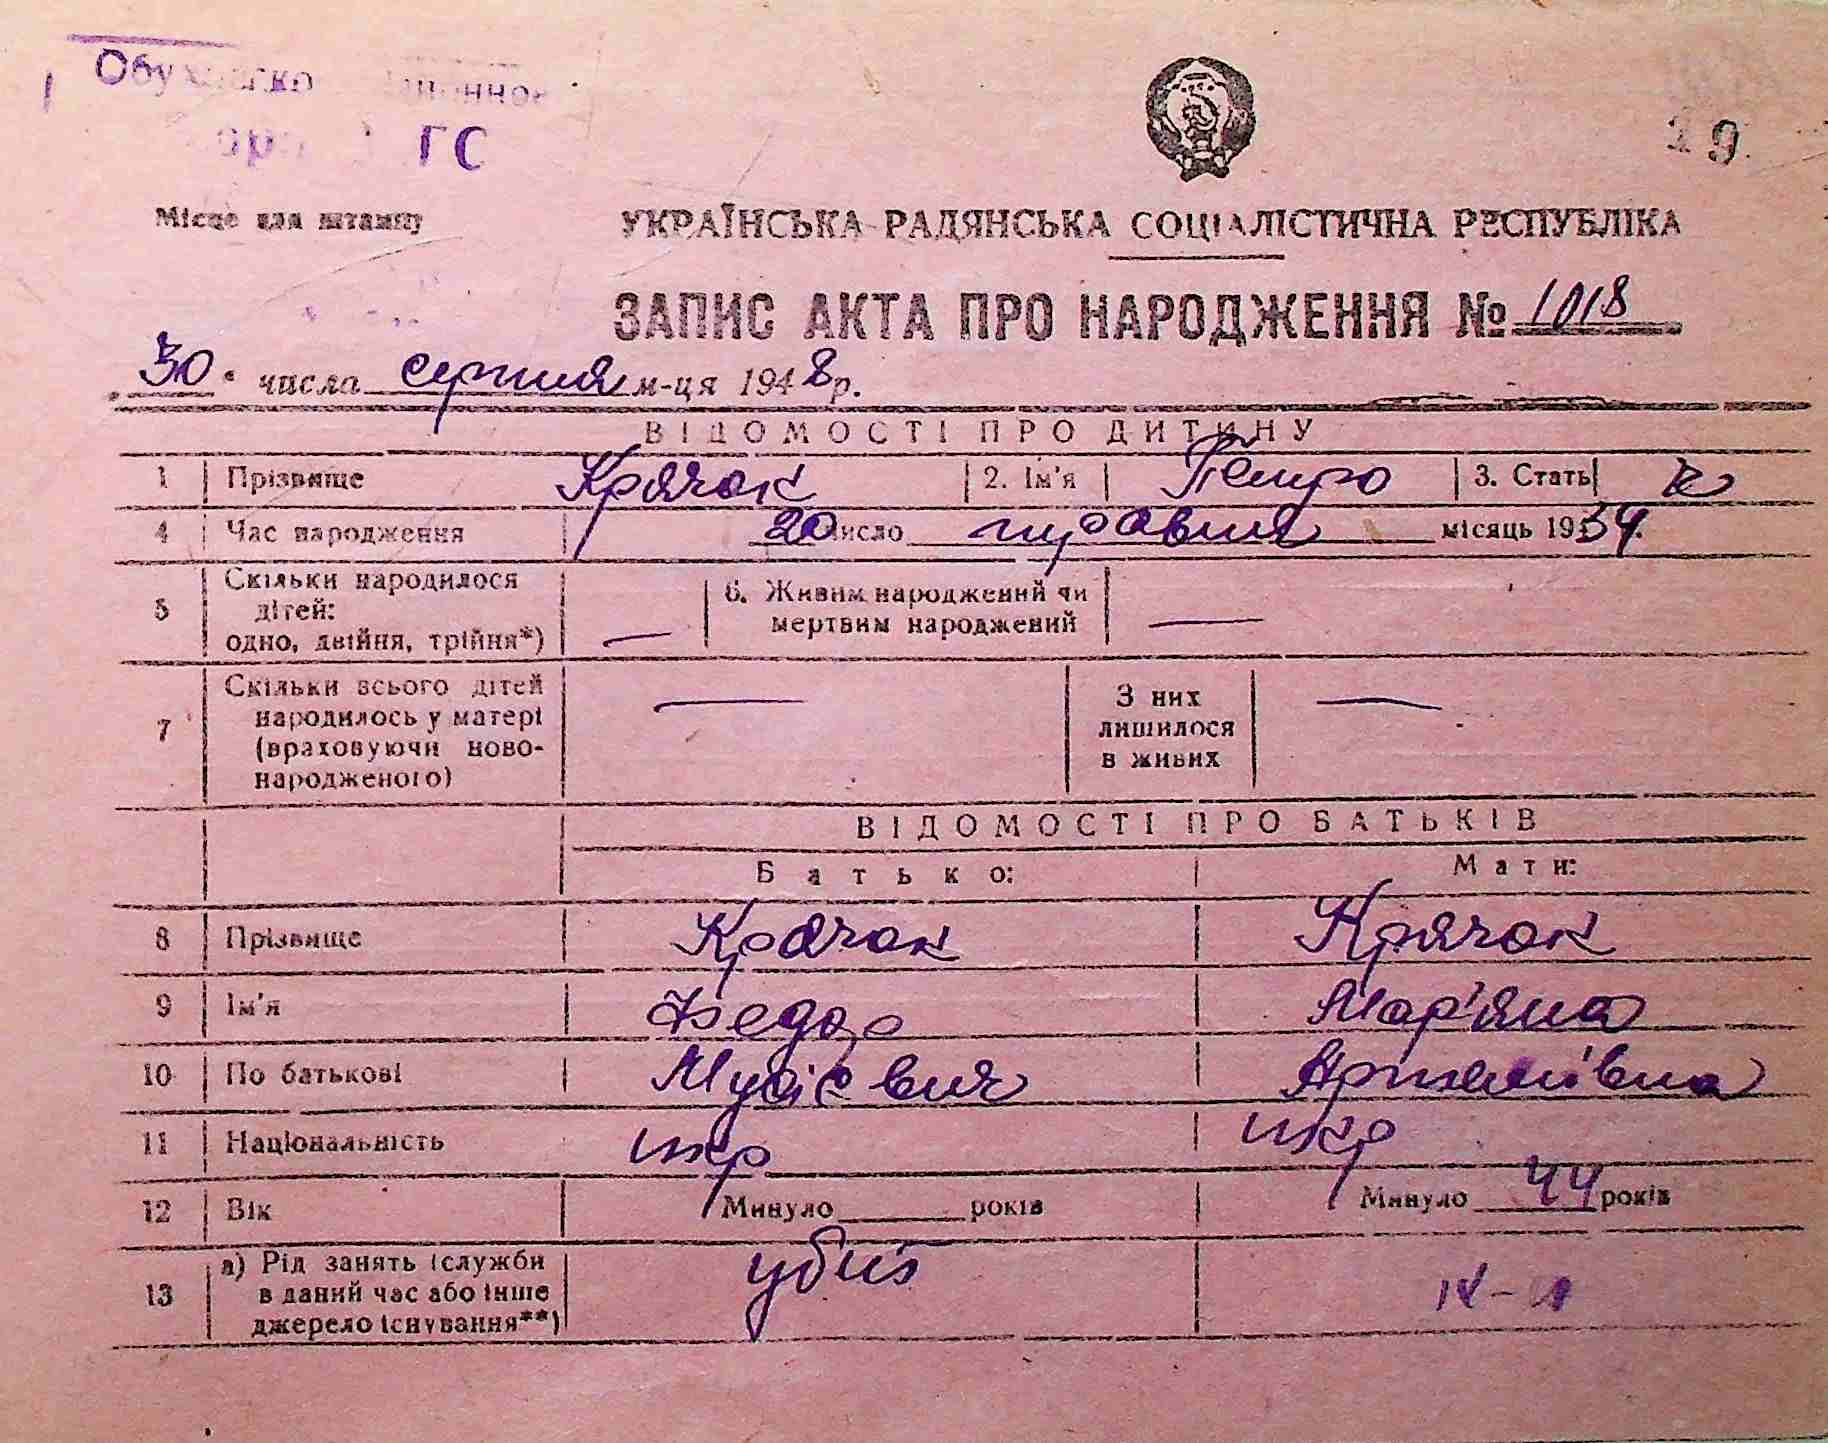 ГС
19
Місце для штампу
УКРАЇНСЬКА РАДЯНСЬКА СОЦІАЛІСТИЧНА РЕСПУБЛІКА
ЗАПИС АКТА ПРО НАРОДЖЕННЯ № 1018
30 числа серпня м-ця 1948 р.
ВІДОМОСТІ ПРО ДИТИНУ
1 Прізвище Крячок 2. Ім'я Петро 3. Стать
4 Час народження 20 число травня місяць 1934
5 Скільки народилося дітей: одно, двійня, трійня*) — 6. Живим народжений чи мертвим народжений —
7 Скільки всього дітей народилось у матері (враховуючи новонародженого) — З них лишилося в живих —
ВІДОМОСТІ ПРО БАТЬКІВ
Батько: Мати:
8 Прізвище Крячок Крячок
9 Ім'я Федор Мар'яна
10 По батькові Мусієвич Артемівна
11 Національність укр укр
12 Вік Минуло років Минуло 44 років
13 а) Рід занять (служби в даний час або інше джерело існування**) убит